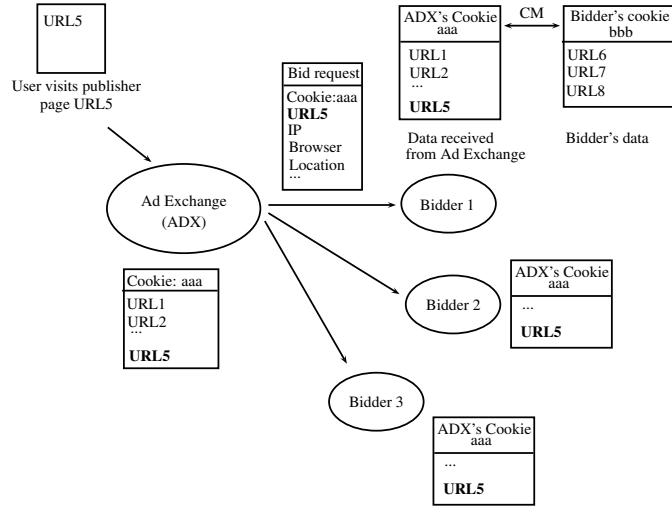 URL5
User visits publisher
page URL5
Bid request
Cookie:aaa
URL5
IP
Browser
Location
...
ADX's Cookie
aaa
URL1
URL2
...
URL5
Data received
from Ad Exchange
CM
Bidder's cookie
bbb
URL6
URL7
URL8
Bidder's data
Ad Exchange
(ADX)
Bidder 1
Cookie: aaa
URL1
URL2
...
URL5
Bidder 2
ADX's Cookie
aaa
...
URL5
Bidder 3
ADX's Cookie
aaa
...
URL5